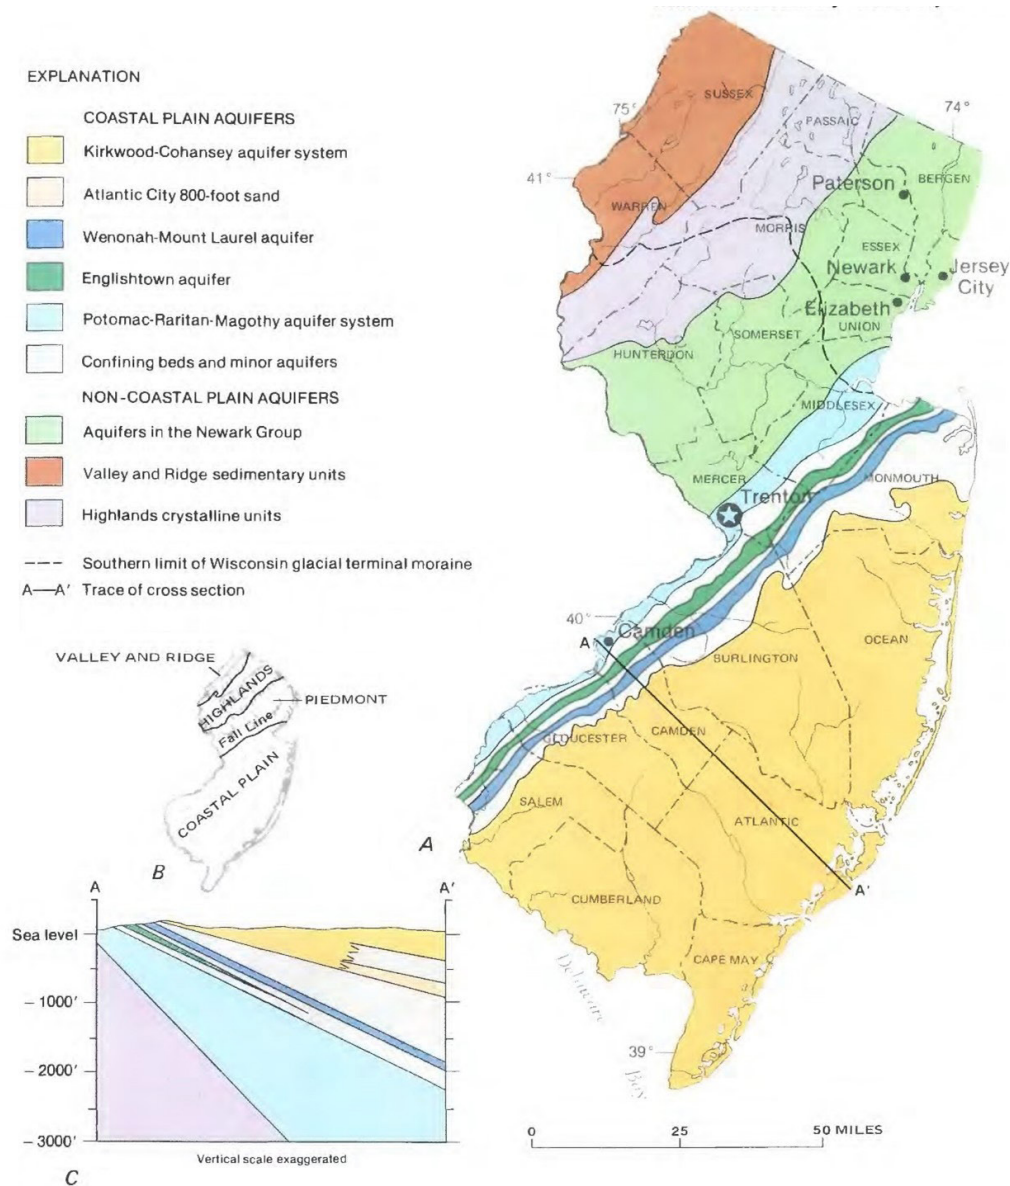 EXPLANATION
COASTAL PLAIN AQUIFERS
Kirkwood-Cohansey aquifer system
Atlantic City 800-foot sand
Wenonah-Mount Laurel aquifer
Englishtown aquifer
Potomac-Raritan-Magothy aquifer system
Confining beds and minor aquifers
NON-COASTAL PLAIN AQUIFERS
Aquifers in the Newark Group
Valley and Ridge sedimentary units
Highlands crystalline units
Southern limit of Wisconsin glacial terminal moraine
A—A' Trace of cross section
75°
74°
41°
SUSSEX
PASSAIC
BERGEN
Paterson
WARREN
MORRIS
ESSEX
Newark
Jersey
City
Elizabeth
UNION
SOMERSET
HUNTERDON
MIDDLESEX
MERCER
MONMOUTH
Trenton
40°
A
Camden
OCEAN
BURLINGTON
CAMDEN
GLOUCESTER
SALEM
ATLANTIC
A'
CUMBERLAND
CAPE MAY
Delaware
Bay
39°
A
0 25 50 MILES
VALLEY AND RIDGE
HIGHLANDS
PIEDMONT
Fall Line
COASTAL PLAIN
B
A A'
Sea level
-1000'
-2000'
-3000'
Vertical scale exaggerated
C